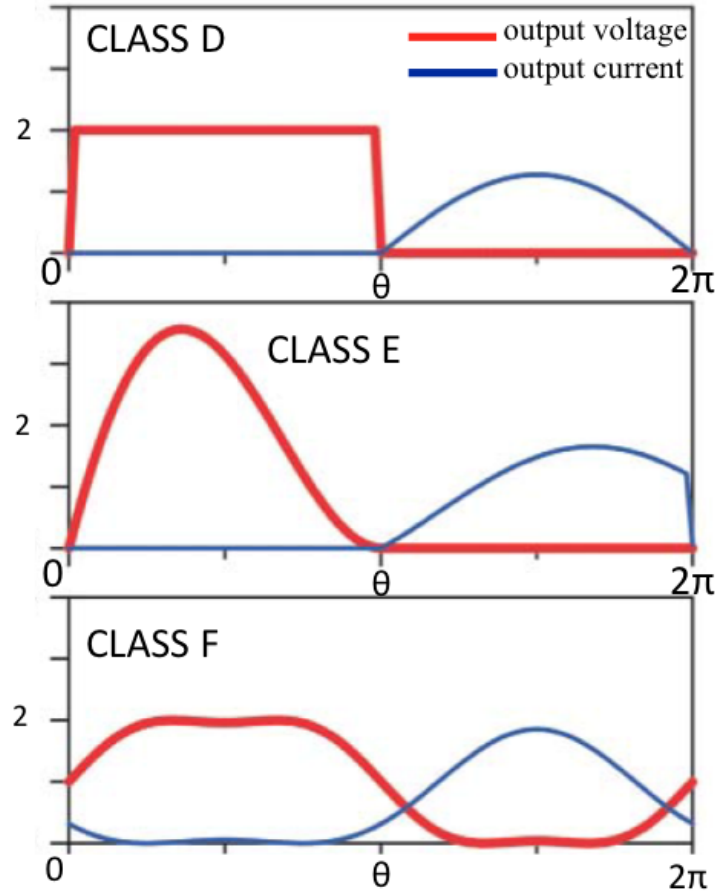 CLASS D
output voltage
output current
2
0
θ
2π
CLASS E
2
0
θ
2π
CLASS F
2
0
θ
2π